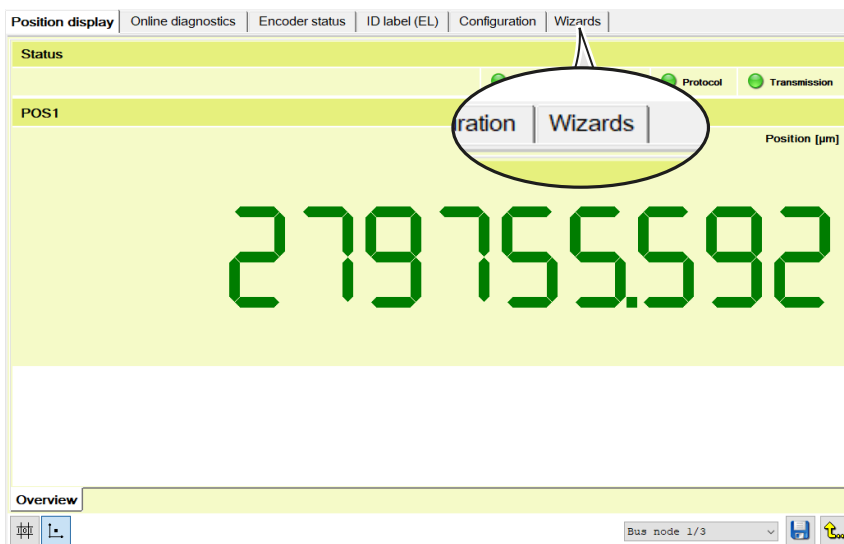 Position display Online diagnostics Encoder status ID label (EL) Configuration Wizards
Status
Protocol Transmission
POS1
ration Wizards
Position [µm]
279755.592
Overview
Bus node 1/3